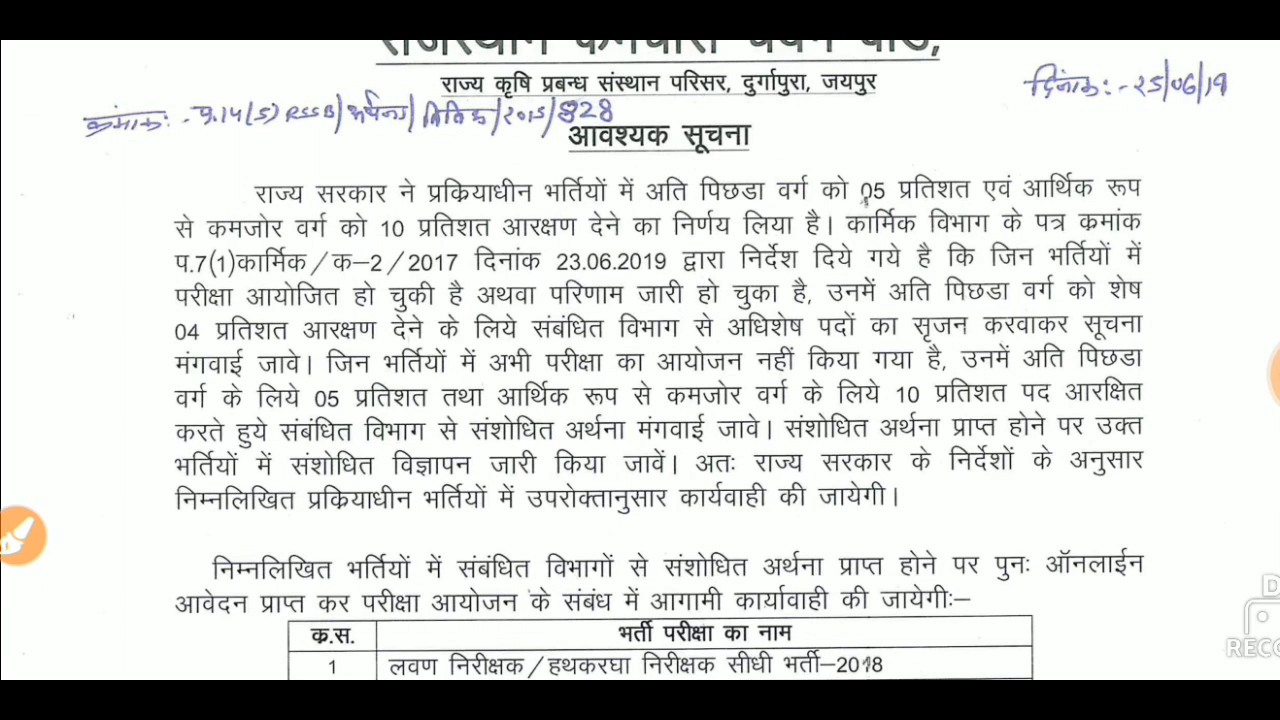 राजस्थान कर्मचारी चयन बोर्ड,
राज्य कृषि प्रबन्ध संस्थान परिसर, दुर्गापुरा, जयपुर
दिनांक:-25/06/19
क्रमांक:-
आवश्यक सूचना
राज्य सरकार ने प्रक्रियाधीन भर्तियों में अति पिछडा वर्ग को 05 प्रतिशत एवं आर्थिक रूप
से कमजोर वर्ग को 10 प्रतिशत आरक्षण देने का निर्णय लिया है। कार्मिक विभाग के पत्र क्रमांक
प.7(1)कार्मिक/क-2/2017 दिनांक 23.06.2019 द्वारा निर्देश दिये गये है कि जिन भर्तियों में
परीक्षा आयोजित हो चुकी है अथवा परिणाम जारी हो चुका है, उनमें अति पिछडा वर्ग को शेष
04 प्रतिशत आरक्षण देने के लिये संबंधित विभाग से अधिशेष पदों का सृजन करवाकर सूचना
मंगवाई जावे। जिन भर्तियों में अभी परीक्षा का आयोजन नहीं किया गया है, उनमें अति पिछडा
वर्ग के लिये 05 प्रतिशत तथा आर्थिक रूप से कमजोर वर्ग के लिये 10 प्रतिशत पद आरक्षित
करते हुये संबंधित विभाग से संशोधित अर्थना मंगवाई जावे। संशोधित अर्थना प्राप्त होने पर उक्त
भर्तियों में संशोधित विज्ञापन जारी किया जावें। अतः राज्य सरकार के निर्देशों के अनुसार
निम्नलिखित प्रक्रियाधीन भर्तियों में उपरोक्तानुसार कार्यवाही की जायेगी।
निम्नलिखित भर्तियों में संबंधित विभागों से संशोधित अर्थना प्राप्त होने पर पुनः ऑनलाईन
आवेदन प्राप्त कर परीक्षा आयोजन के संबंध में आगामी कार्यावाही की जायेगीः-
क्र.स. भर्ती परीक्षा का नाम
1 लवण निरीक्षक/हथकरघा निरीक्षक सीधी भर्ती-2018